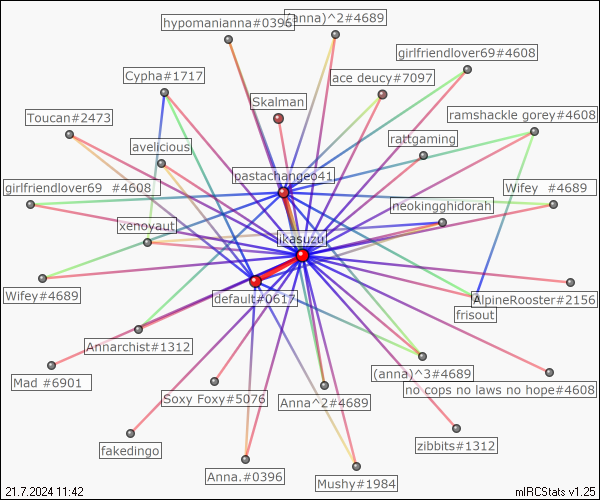 hypomanianna#0396
(anna)^2#4689
girlfriendlover69#4608
Cypha#1717
ace deucy#7097
Skalman
Toucan#2473
ramshackle gorey#4608
avelicious
rattgaming
pastachangeo41
girlfriendlover69 #4608
Wifey #4689
neokingghidorah
xenoyaut
ikasuzu
Wifey#4689
default#0617
AlpineRooster#2156
frisout
Annarchist#1312
Mad #6901
(anna)^3#4689
no cops no laws no hope#4608
Soxy Foxy#5076
Anna^2#4689
fakedingo
zibbits#1312
Anna.#0396
Mushy#1984
21.7.2024 11:42
mIRCStats v1.25